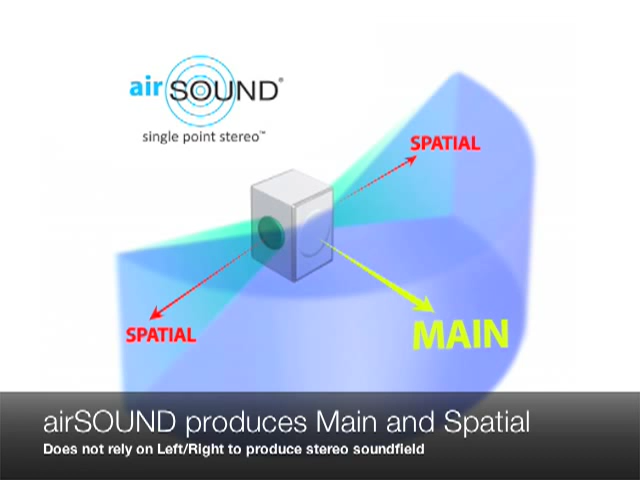 airSOUND®
single point stereo™
SPATIAL
SPATIAL
MAIN
airSOUND produces Main and Spatial
Does not rely on Left/Right to produce stereo soundfield